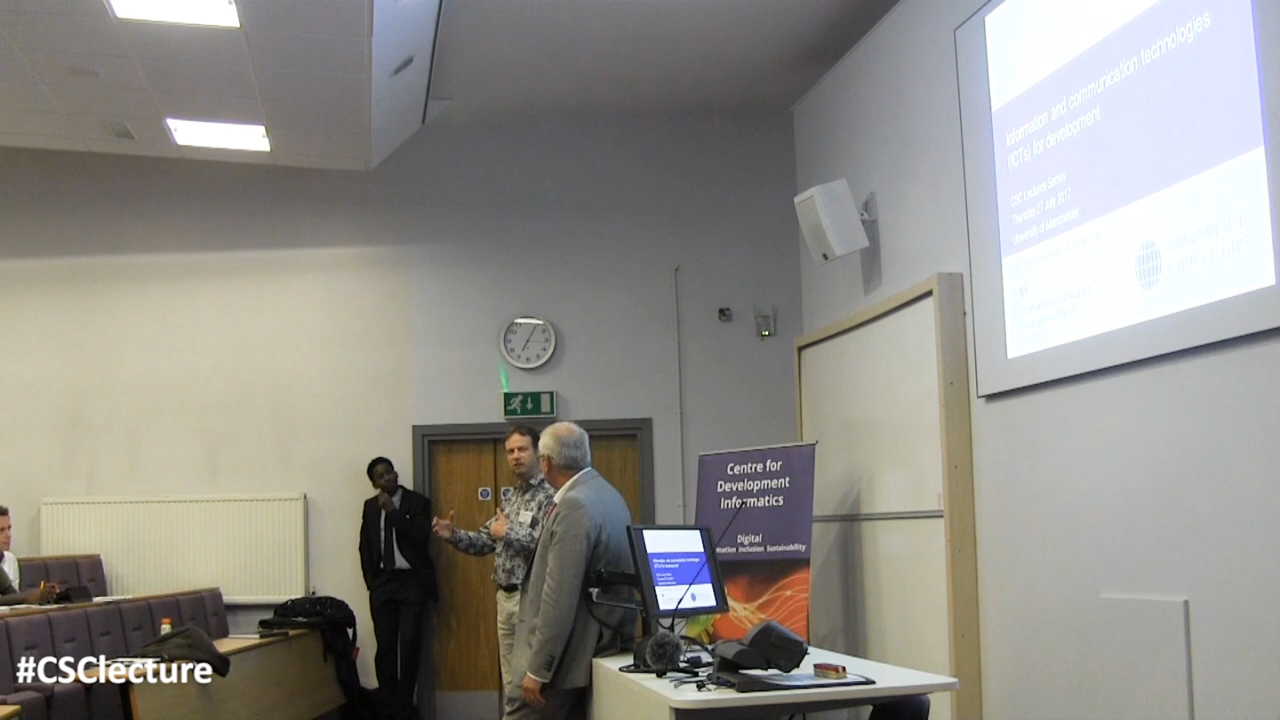 Information and communication technologies
(ICTs) for development
CSC Lectures Series
Thursday 27 July 2017
University of Manchester
Centre for
Development
Informatics
Digital
Inclusion Sustainability
#CSClecture